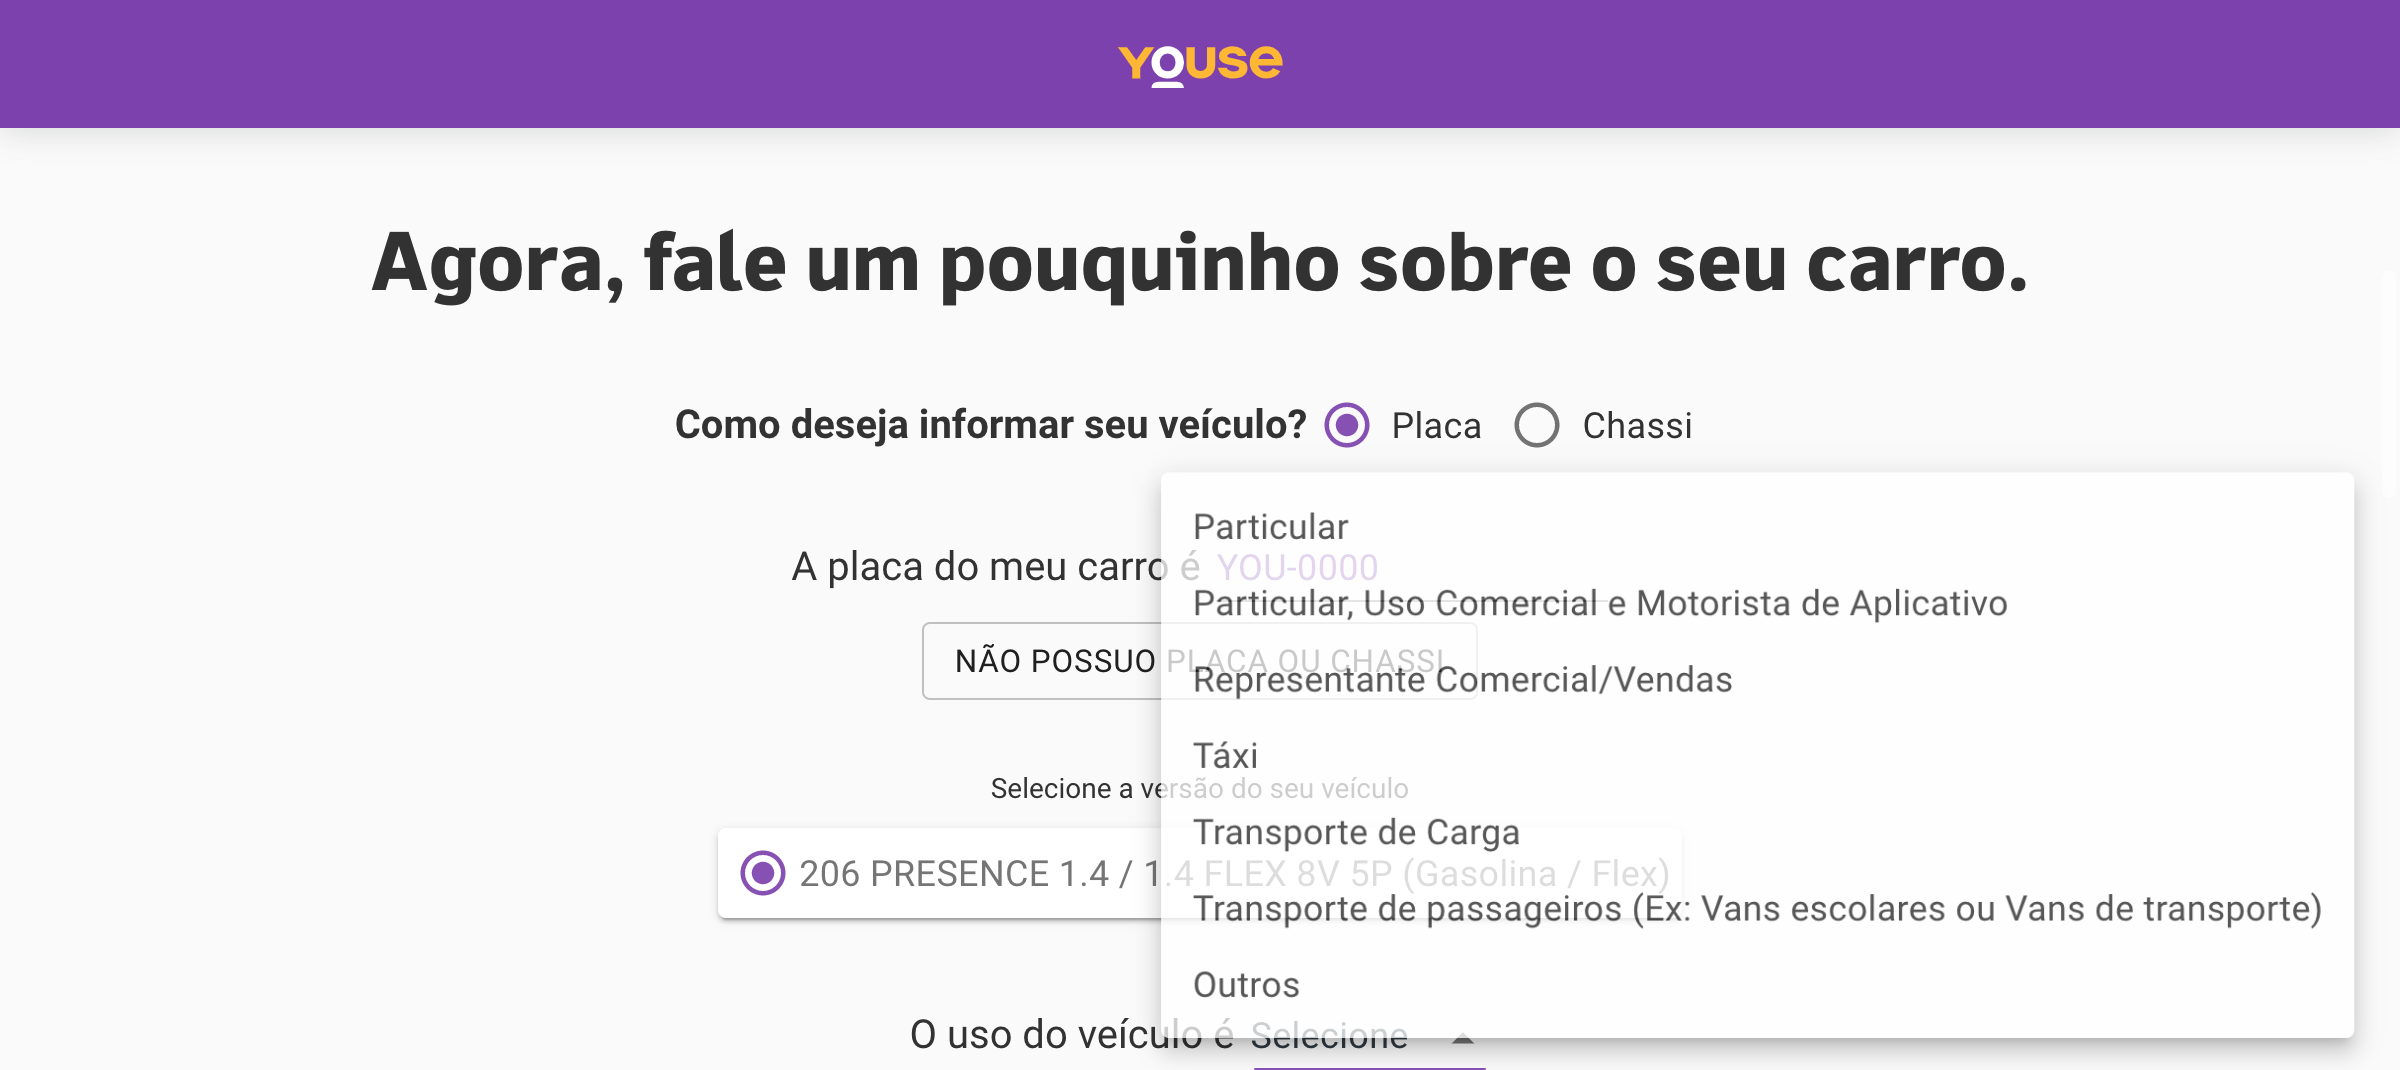 Youse
Agora, fale um pouquinho sobre o seu carro.
Como deseja informar seu veículo? Placa Chassi
A placa do meu carro é YOU-0000
NÃO POSSUO PLACA OU CHASSI
Selecione a versão do seu veículo
206 PRESENCE 1.4 / 1.4 FLEX 8V 5P (Gasolina / Flex)
O uso do veículo é Selecione
Particular
Particular, Uso Comercial e Motorista de Aplicativo
Representante Comercial/Vendas
Táxi
Transporte de Carga
Transporte de passageiros (Ex: Vans escolares ou Vans de transporte)
Outros